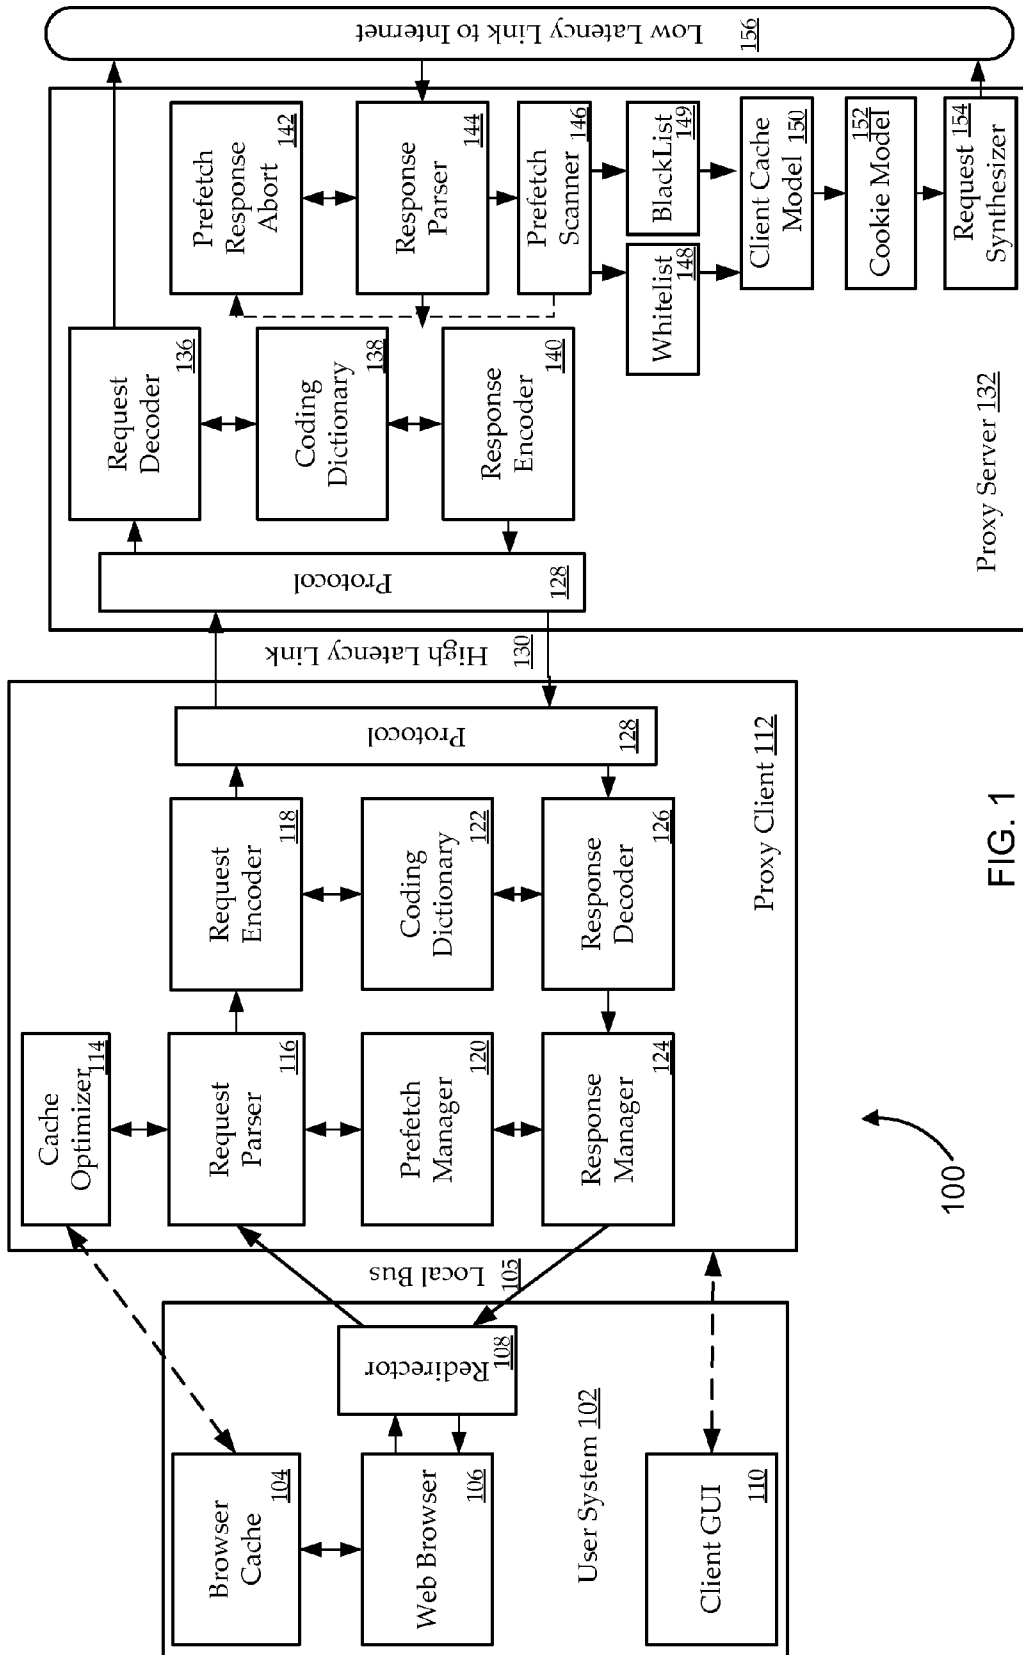 Browser
Cache
104
Web Browser
106
Redirector
108
User System 102
Client GUI
110
Local Bus
105
Cache
Optimizer
114
Request
Parser
116
Prefetch
Manager
120
Response
Manager
124
Request
Encoder
118
Coding
Dictionary
122
Response
Decoder
126
Protocol
128
Proxy Client 112
High Latency Link
130
Protocol
128
Request
Decoder
136
Coding
Dictionary
138
Response
Encoder
140
Prefetch
Response
Abort
142
Response
Parser
144
Prefetch
Scanner
146
Whitelist
148
BlackList
149
Client Cache
Model 150
Cookie Model
152
Request
154
Synthesizer
Proxy Server 132
Low Latency Link to Internet
156
100
FIG. 1